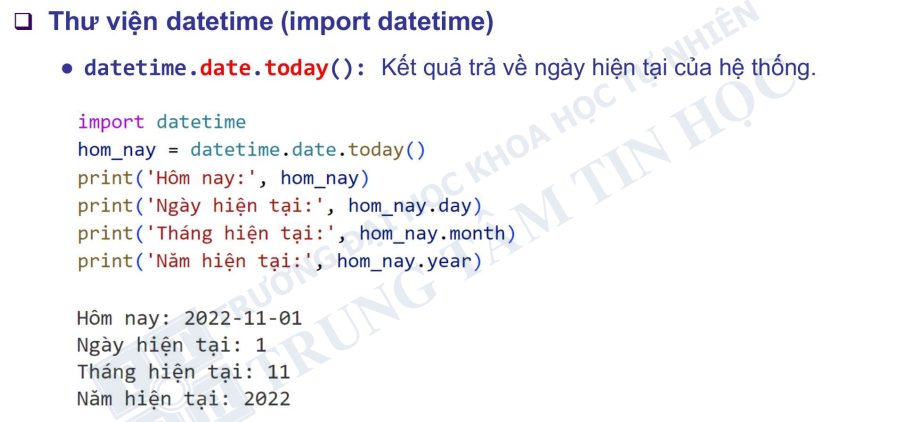 Thư viện datetime (import datetime)
datetime.date.today(): Kết quả trả về ngày hiện tại của hệ thống.
import datetime
hom_nay = datetime.date.today()
print('Hôm nay:', hom_nay)
print('Ngày hiện tại:', hom_nay.day)
print('Tháng hiện tại:', hom_nay.month)
print('Năm hiện tại:', hom_nay.year)
Hôm nay: 2022-11-01
Ngày hiện tại: 1
Tháng hiện tại: 11
Năm hiện tại: 2022
TRƯỜNG ĐẠI HỌC KHOA HỌC TỰ NHIÊN
TRUNG TÂM TIN HỌC